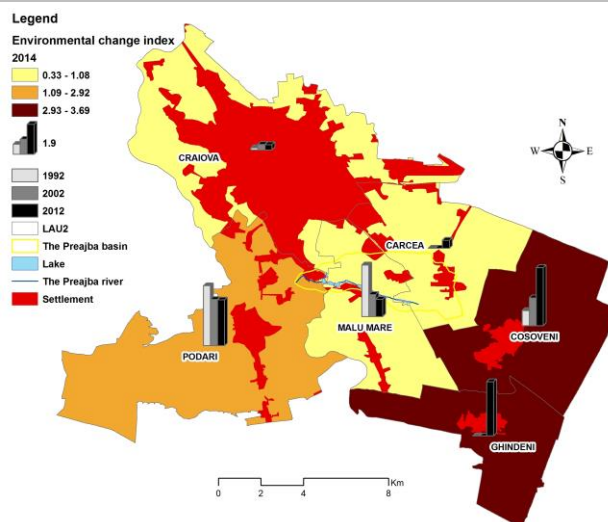 Legend
Environmental change index
2014
0.33 - 1.08
1.09 - 2.92
2.93 - 3.69
1.9
1992
2002
2012
LAU2
The Preajba basin
Lake
The Preajba river
Settlement
N
W E
S
CRAIOVA
CARCEA
PODARI
MALU MARE
COSOVENI
GHINDENI
Km
0 2 4 8